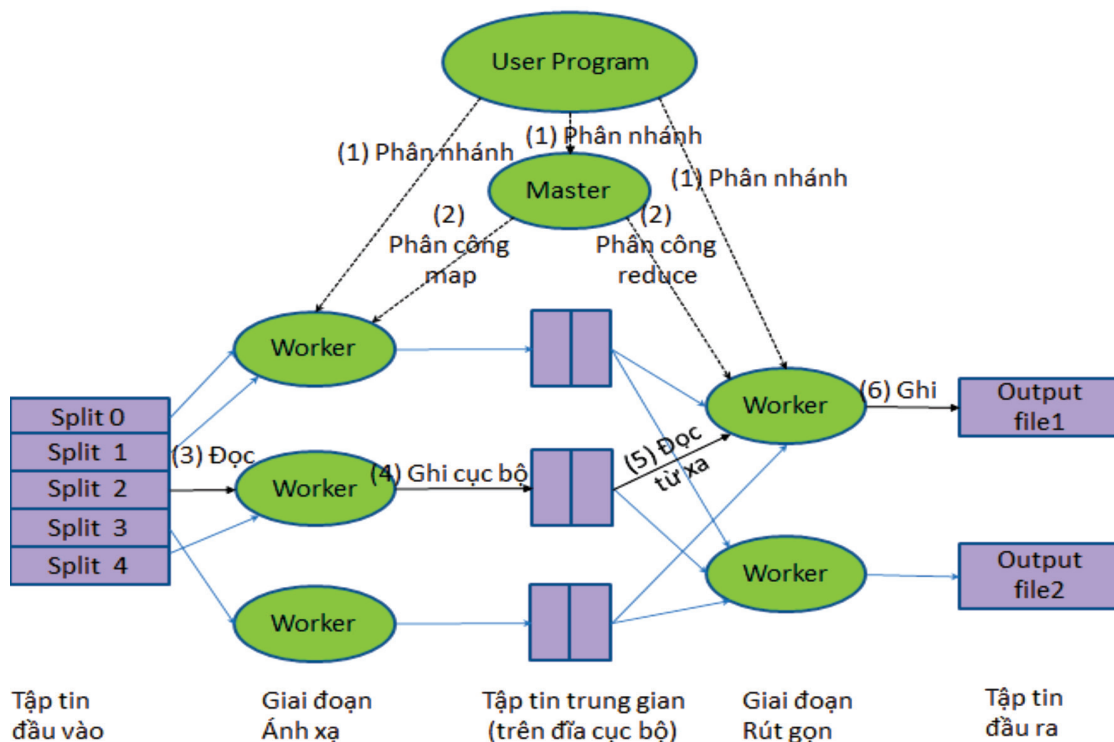 User Program
(1) Phân nhánh
(1) Phân nhánh
(1) Phân nhánh
Master
(2)
Phân công
map
(2)
Phân công
reduce
Worker
Split 0
Split 1
Split 2
Split 3
Split 4
(3) Đọc
Worker
(4) Ghi cục bộ
(5) Đọc
từ xa
Worker
(6) Ghi
Output
file1
Worker
Worker
Output
file2
Tập tin
đầu vào
Giai đoạn
Ánh xạ
Tập tin trung gian
(trên đĩa cục bộ)
Giai đoạn
Rút gọn
Tập tin
đầu ra